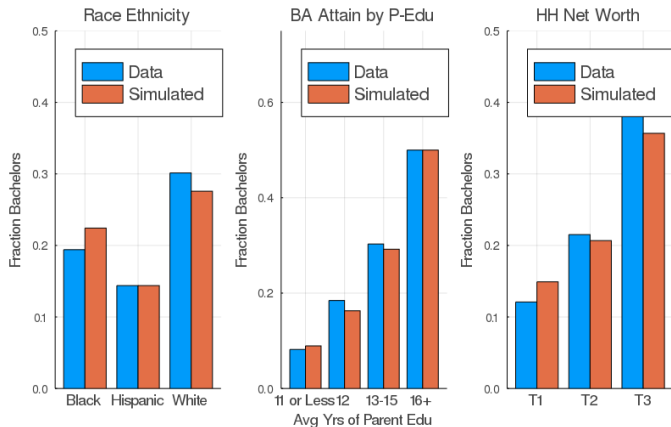 Race Ethnicity
0.5
0.4
0.3
0.2
0.1
0.0
Fraction Bachelors
Data
Simulated
Black Hispanic White
BA Attain by P-Edu
0.6
0.4
0.2
0.0
Fraction Bachelors
Data
Simulated
11 or Less 12 13-15 16+
Avg Yrs of Parent Edu
HH Net Worth
0.5
0.4
0.3
0.2
0.1
0.0
Fraction Bachelors
Data
Simulated
T1 T2 T3